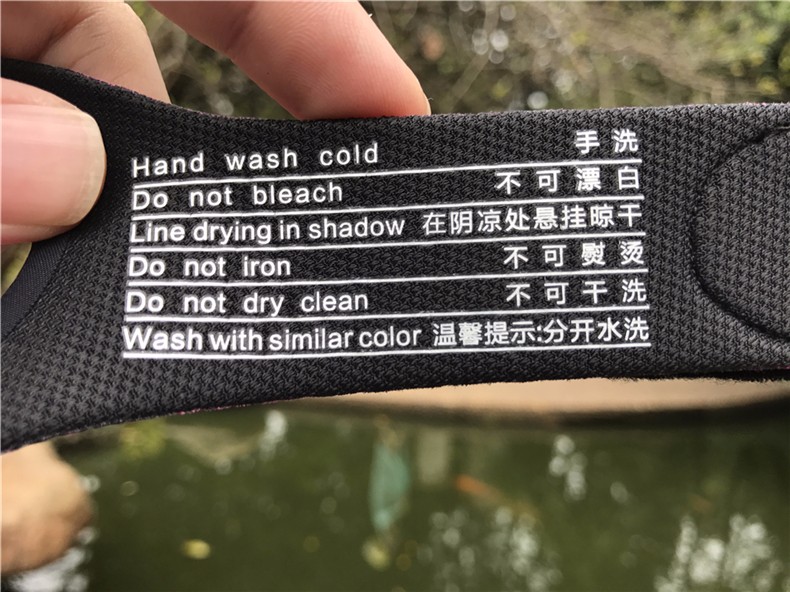 Hand wash cold 手洗
Do not bleach 不可漂白
Line drying in shadow 在阴凉处悬挂晾干
Do not iron 不可熨烫
Do not dry clean 不可干洗
Wash with similar color 温馨提示:分开水洗